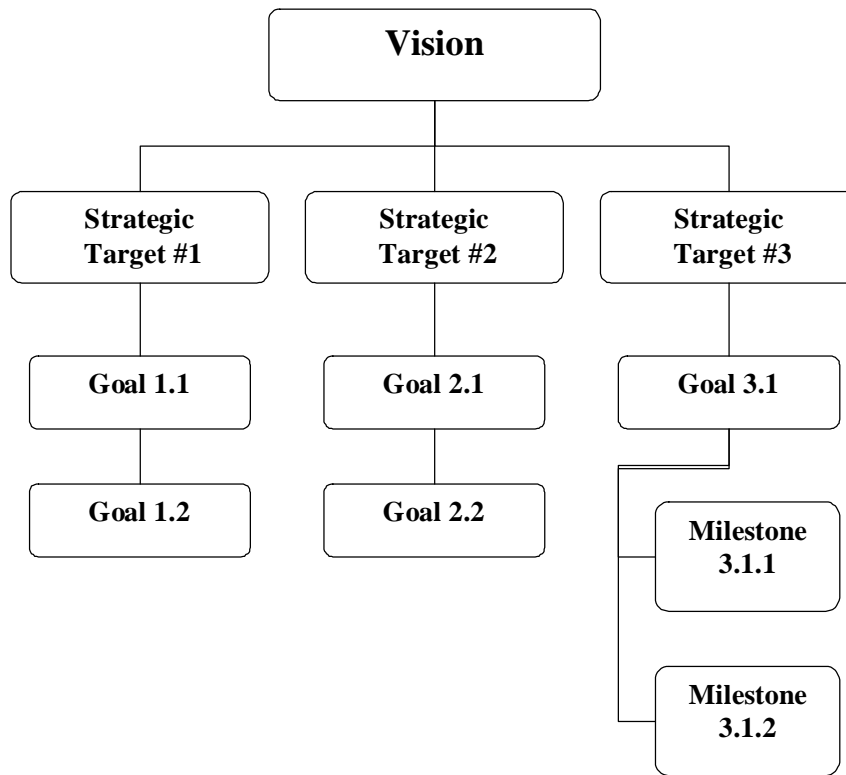 Vision
Strategic
Target #1
Strategic
Target #2
Strategic
Target #3
Goal 1.1
Goal 2.1
Goal 3.1
Goal 1.2
Goal 2.2
Milestone
3.1.1
Milestone
3.1.2